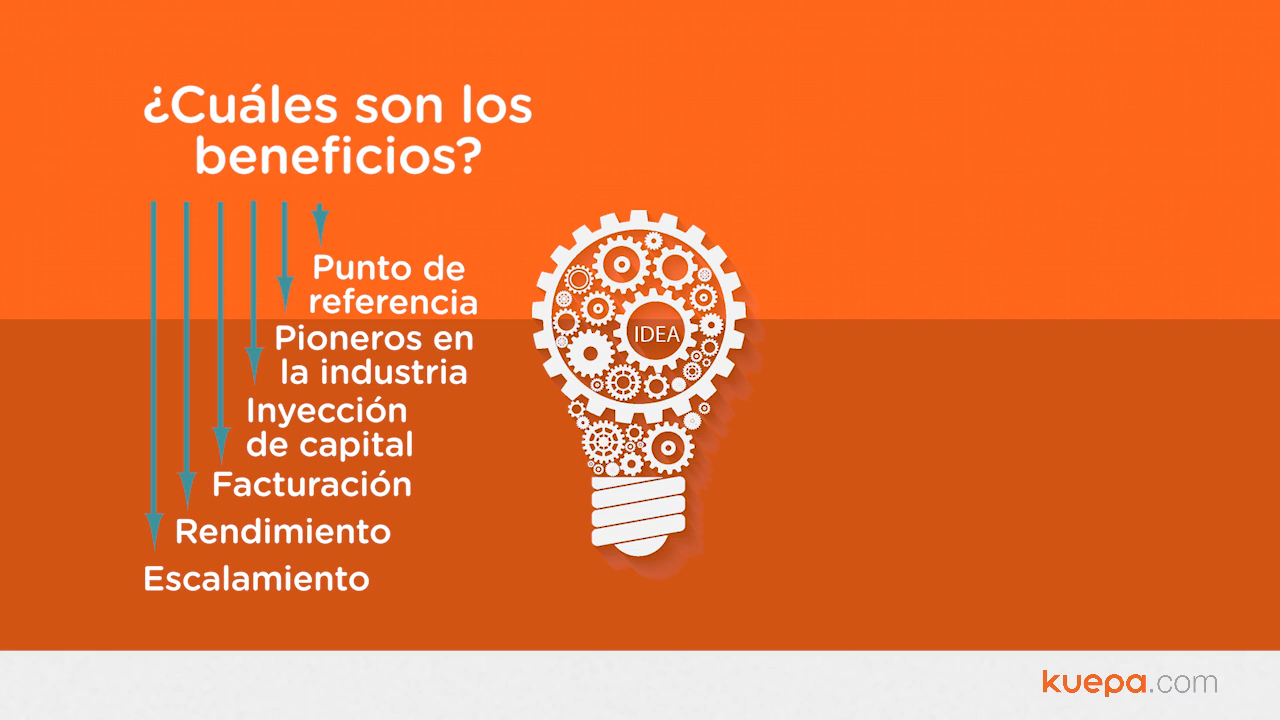 ¿Cuáles son los
beneficios?
Punto de
referencia
Pioneros en
la industria
Inyección
de capital
Facturación
Rendimiento
Escalamiento
IDEA
kuepa.com